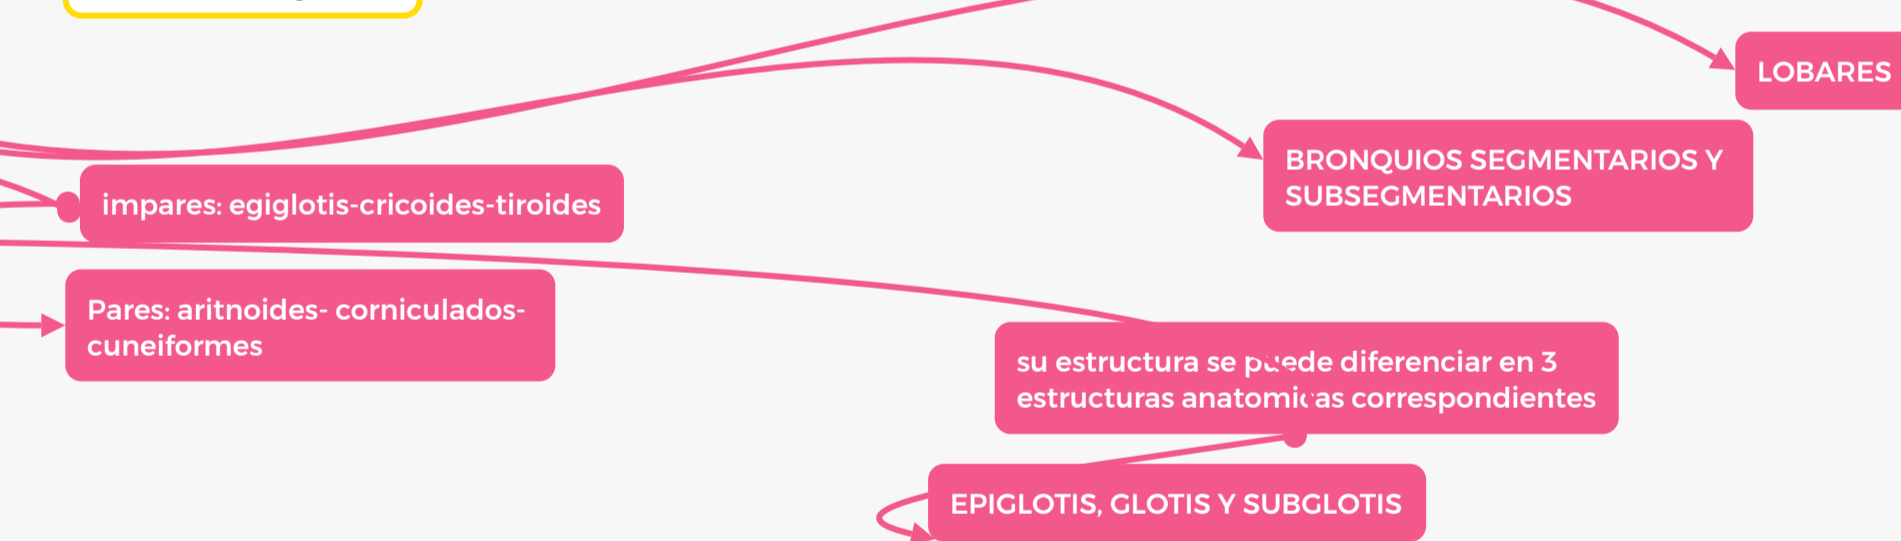 LOBARES
BRONQUIOS SEGMENTARIOS Y
SUBSEGMENTARIOS
impares: egiglotis-cricoides-tiroides
Pares: aritnoides- corniculados-
cuneiformes
su estructura se puede diferenciar en 3
estructuras anatomicas correspondientes
EPIGLOTIS, GLOTIS Y SUBGLOTIS